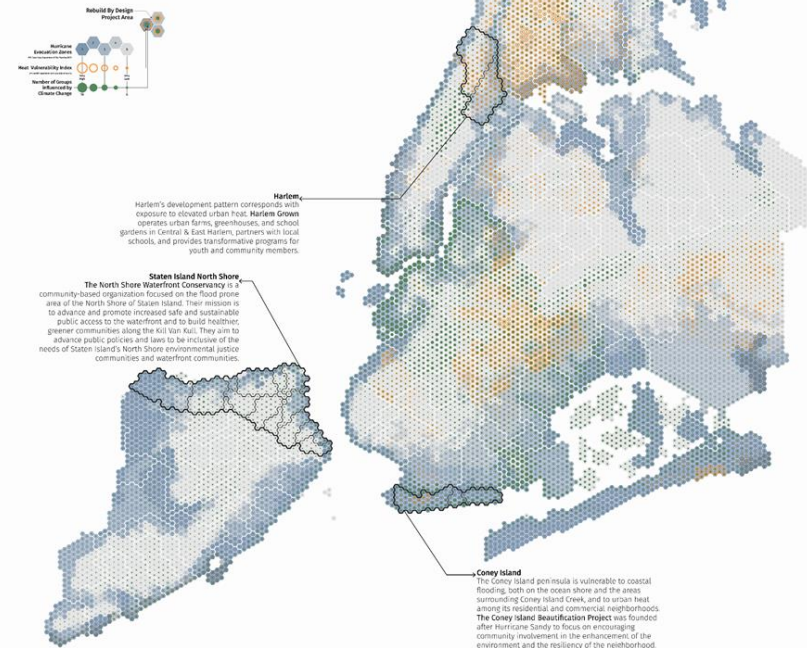 Rebuild By Design
Project Area
Hurricane
Evacuation Zones
Heat Vulnerability Index
Number of Groups
influenced by
Climate Change
Harlem
Harlem's development pattern corresponds with
exposure to elevated urban heat. Harlem Grown
operates urban farms, greenhouses, and school
gardens in Central & East Harlem, partners with local
schools, and provides transformative programs for
youth and community members.
Staten Island North Shore
The North Shore Waterfront Conservancy is a
community-based organization focused on the flood prone
area of the North Shore of Staten Island. Their mission is
to advance and promote increased safe and sustainable
public access to the waterfront and to build healthier,
greener communities along the Kill Van Kull. They aim to
advance public policies and laws to be inclusive of the
needs of Staten Island's North Shore environmental justice
communities and waterfront communities.
Coney Island
The Coney Island peninsula is vulnerable to coastal
flooding, both on the ocean shore and the areas
surrounding Coney Island Creek, and to urban heat
among its residential and commercial neighborhoods.
The Coney Island Beautification Project was founded
after Hurricane Sandy to focus on encouraging
community involvement in the enhancement of the
environment and the resiliency of the neighborhood.